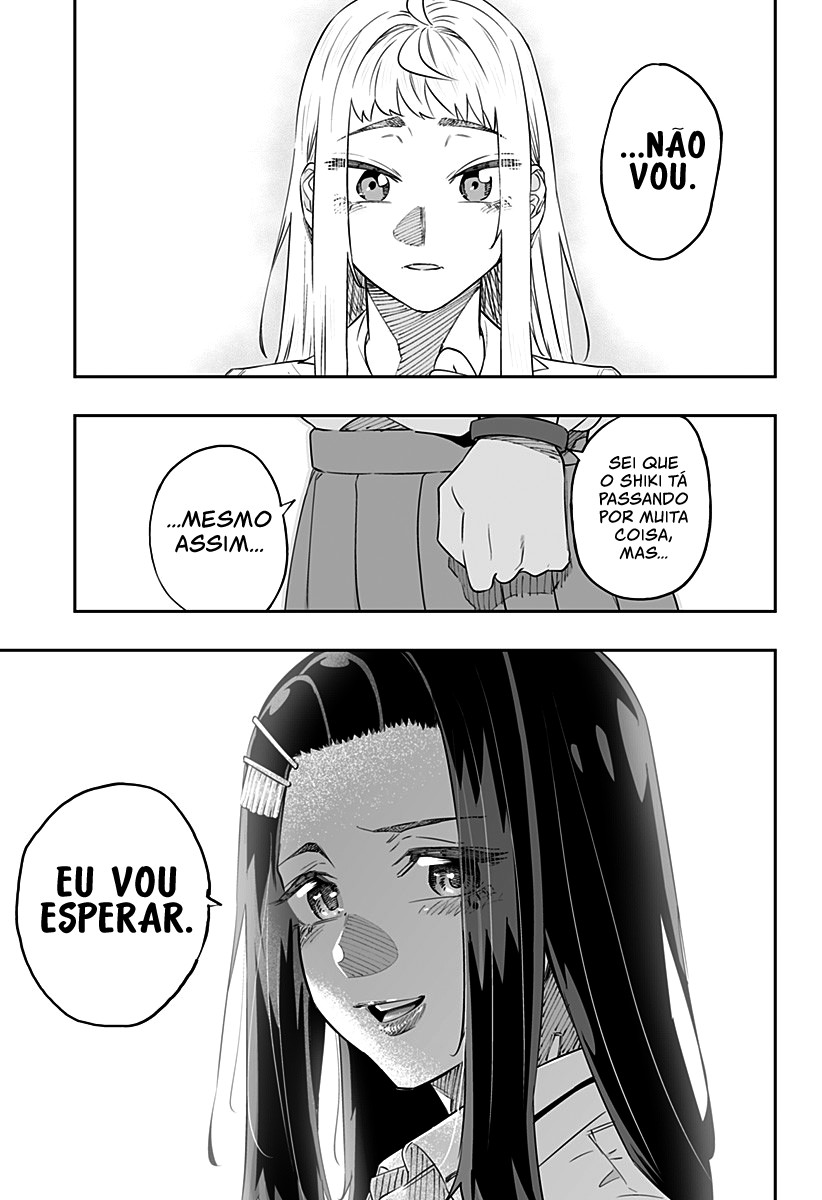 ...NÃO
VOU.
SEI QUE
O SHIKI TÁ
PASSANDO
POR MUITA
COISA,
MAS...
...MESMO
ASSIM...
EU VOU
ESPERAR.